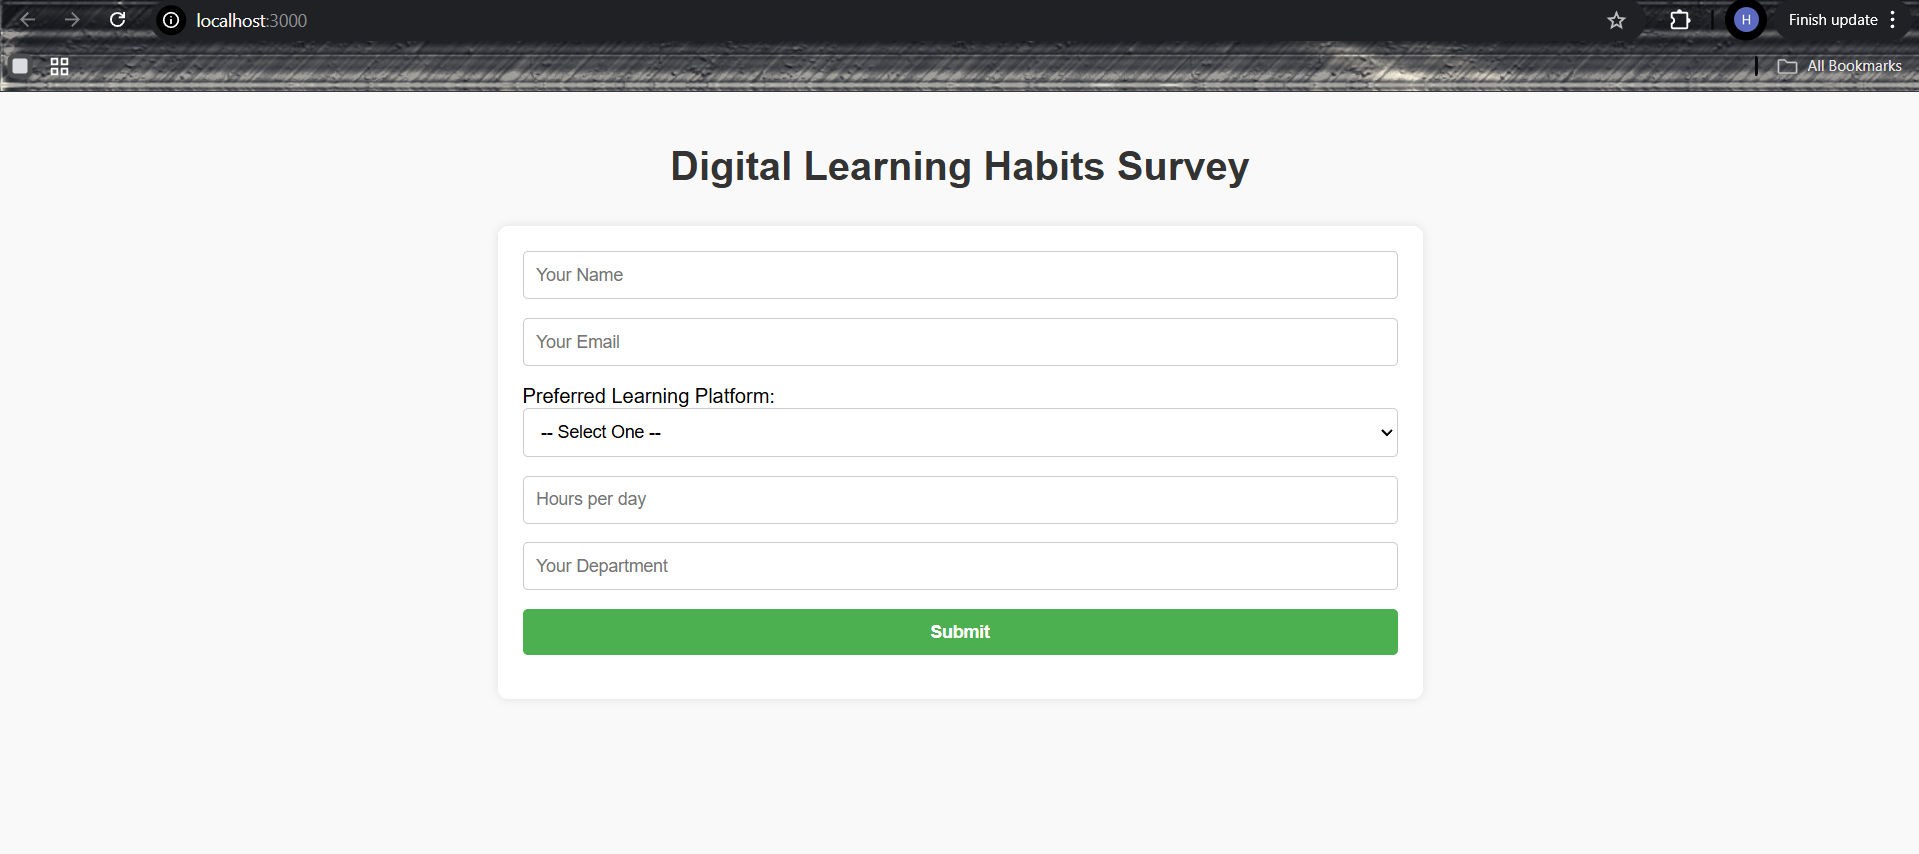 localhost:3000
H
Finish update
All Bookmarks
Digital Learning Habits Survey
Your Name
Your Email
Preferred Learning Platform:
-- Select One --
Hours per day
Your Department
Submit